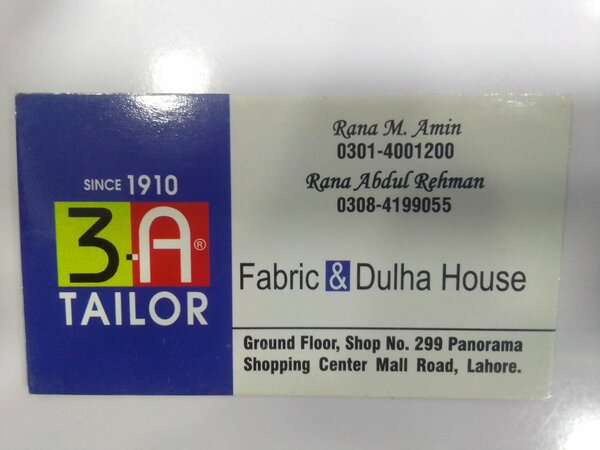 SINCE 1910
3-A®
TAILOR
Rana M. Amin
0301-4001200
Rana Abdul Rehman
0308-4199055
Fabric & Dulha House
Ground Floor, Shop No. 299 Panorama
Shopping Center Mall Road, Lahore.